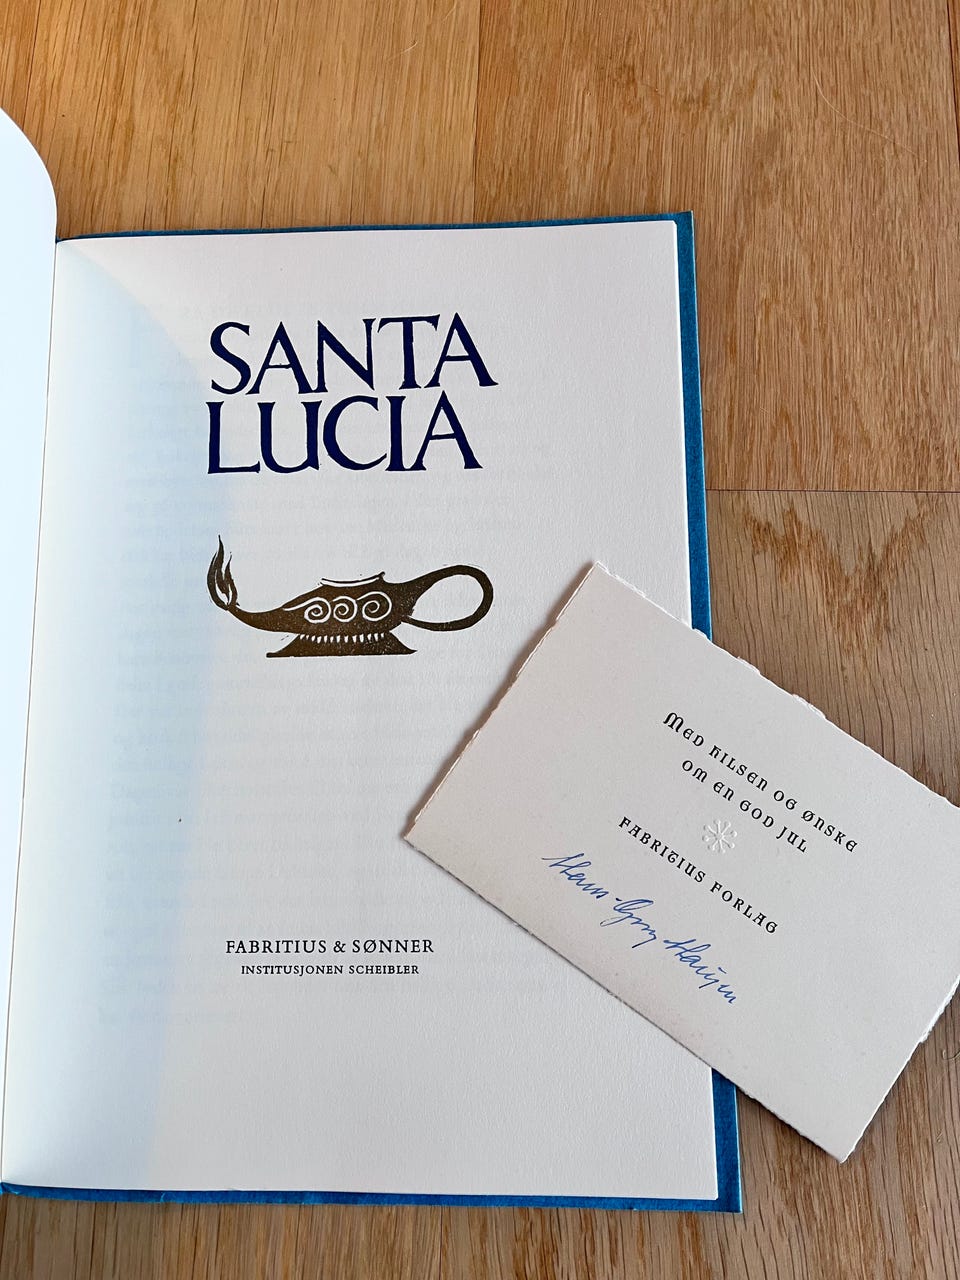 SANTA
LUCIA
FABRITIUS & SØNNER
INSTITUSJONEN SCHEIBLER
MED HILSEN OG ØNSKE
OM EN GOD JUL
FABRITIUS FORLAG